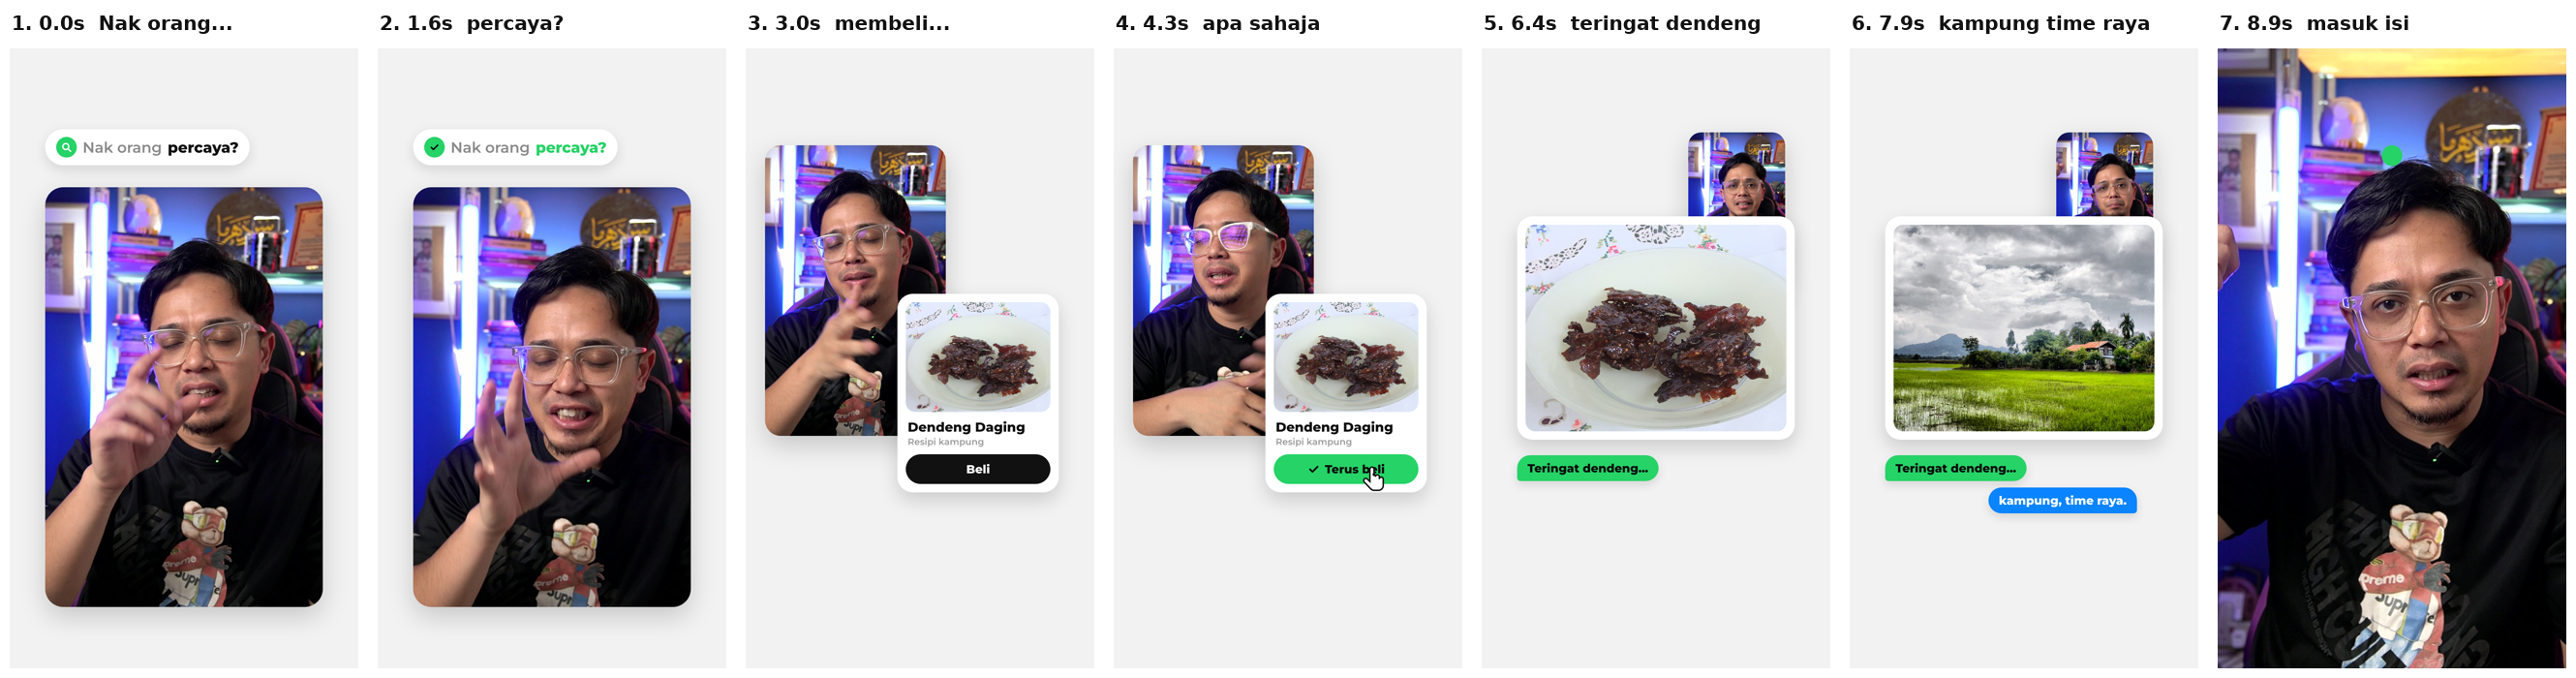 1. 0.0s Nak orang...
Nak orang percaya?
2. 1.6s percaya?
Nak orang percaya?
3. 3.0s membeli...
Dendeng Daging
Resipi kampung
Beli
4. 4.3s apa sahaja
Dendeng Daging
Resipi kampung
Terus beli
5. 6.4s teringat dendeng
Teringat dendeng...
6. 7.9s kampung time raya
Teringat dendeng...
kampung, time raya.
7. 8.9s masuk isi